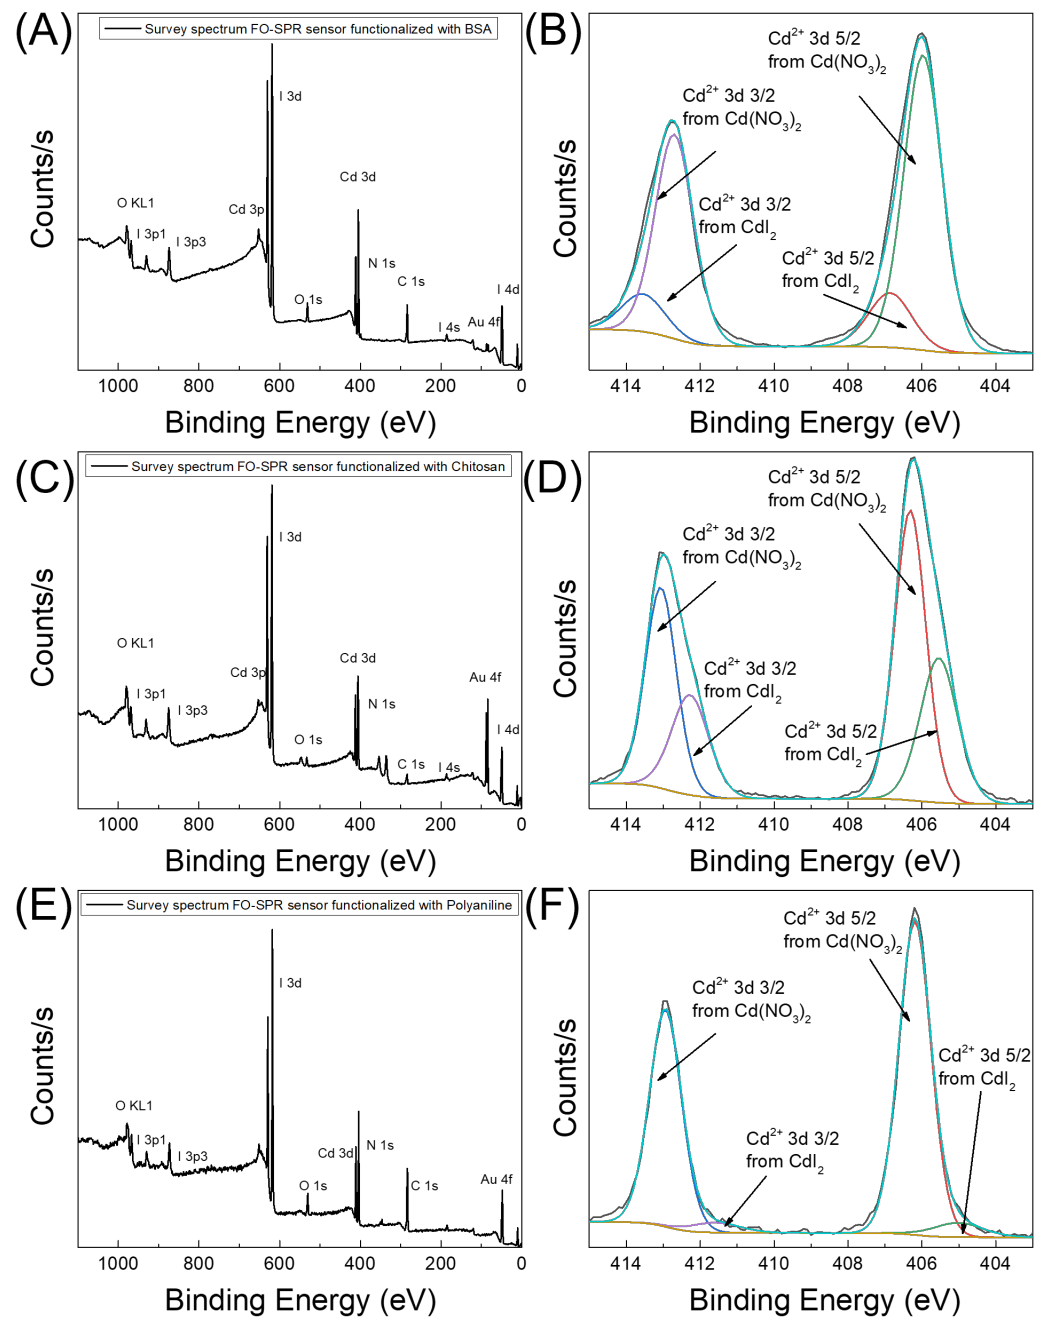 (A)
Survey spectrum FO-SPR sensor functionalized with BSA
I 3d
Cd 3d
O KL1
Cd 3p
I 3p1
I 3p3
N 1s
C 1s
O 1s
I 4s
Au 4f
I 4d
Counts/s
1000 800 600 400 200 0
Binding Energy (eV)
(B)
Cd2+ 3d 5/2
from Cd(NO3)2
Cd2+ 3d 3/2
from Cd(NO3)2
Cd2+ 3d 3/2
from CdI2
Cd2+ 3d 5/2
from CdI2
Counts/s
414 412 410 408 406 404
Binding Energy (eV)
(C)
Survey spectrum FO-SPR sensor functionalized with Chitosan
I 3d
O KL1
Cd 3p
Cd 3d
Au 4f
I 3p1
I 3p3
N 1s
O 1s
C 1s
I 4s
I 4d
Counts/s
1000 800 600 400 200 0
Binding Energy (eV)
(D)
Cd2+ 3d 5/2
from Cd(NO3)2
Cd2+ 3d 3/2
from Cd(NO3)2
Cd2+ 3d 3/2
from CdI2
Cd2+ 3d 5/2
from CdI2
Counts/s
414 412 410 408 406 404
Binding Energy (eV)
(E)
Survey spectrum FO-SPR sensor functionalized with Polyaniline
I 3d
O KL1
I 3p1
I 3p3
Cd 3d
N 1s
O 1s
C 1s
Au 4f
Counts/s
1000 800 600 400 200 0
Binding Energy (eV)
(F)
Cd2+ 3d 5/2
from Cd(NO3)2
Cd2+ 3d 3/2
from Cd(NO3)2
Cd2+ 3d 5/2
from CdI2
Cd2+ 3d 3/2
from CdI2
Counts/s
414 412 410 408 406 404
Binding Energy (eV)